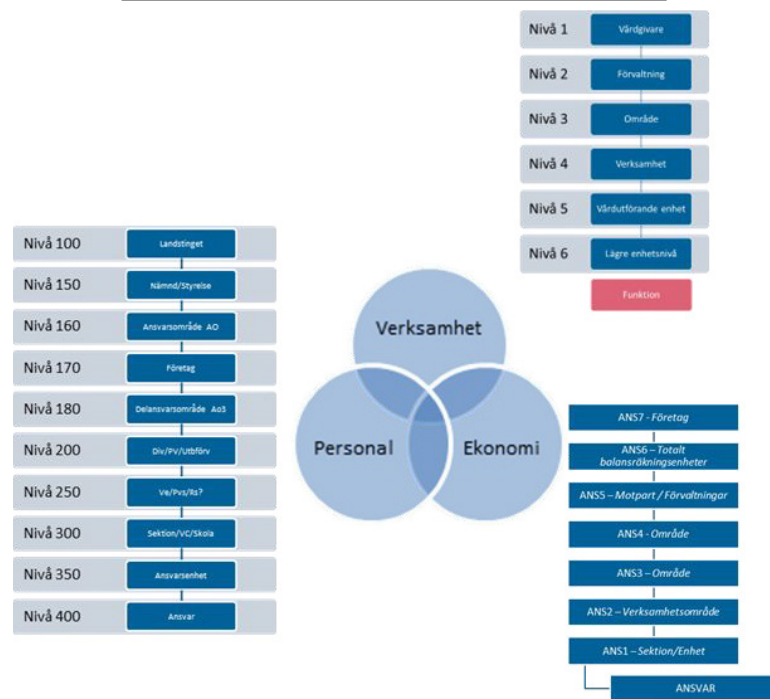 Nivå 1 Vårdgivare
Nivå 2 Förvaltning
Nivå 3 Område
Nivå 4 Verksamhet
Nivå 5 Vårdutförande enhet
Nivå 6 Lägre enhetsnivå
Funktion
Nivå 100 Landstinget
Nivå 150 Nämnd/Styrelse
Nivå 160 Ansvarsområde AO
Nivå 170 Företag
Nivå 180 Delansvarsområde Ao3
Nivå 200 Div/PV/Utbförv
Nivå 250 Ve/Pvs/Rs?
Nivå 300 Sektion/VC/Skola
Nivå 350 Ansvarsenhet
Nivå 400 Ansvar
Verksamhet
Personal
Ekonomi
ANS7 - Företag
ANS6 – Totalt
balansräkningsenheter
ANS5 – Motpart / Förvaltningar
ANS4 - Område
ANS3 – Område
ANS2 – Verksamhetsområde
ANS1 – Sektion/Enhet
ANSVAR